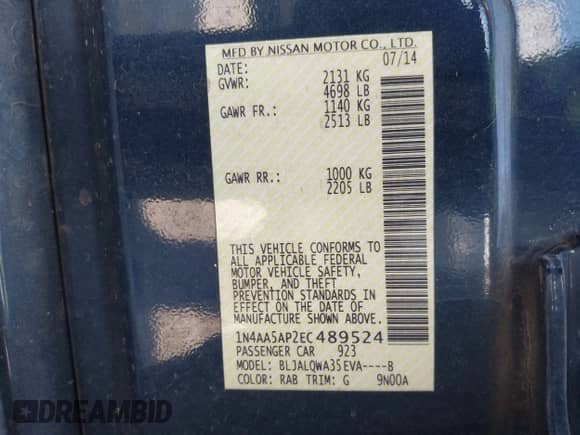 MFD BY NISSAN MOTOR CO., LTD.
DATE: 07/14
GVWR: 2131 KG
4698 LB
GAWR FR.: 1140 KG
2513 LB
GAWR RR.: 1000 KG
2205 LB
THIS VEHICLE CONFORMS TO
ALL APPLICABLE FEDERAL
MOTOR VEHICLE SAFETY,
BUMPER, AND THEFT
PREVENTION STANDARDS IN
EFFECT ON THE DATE OF
MANUFACTURE SHOWN ABOVE.
1N4AA5AP2EC489524
PASSENGER CAR 923
MODEL: BLJALQWA35EVA----B
COLOR: RAB TRIM: G 9N00A
DREAMBID